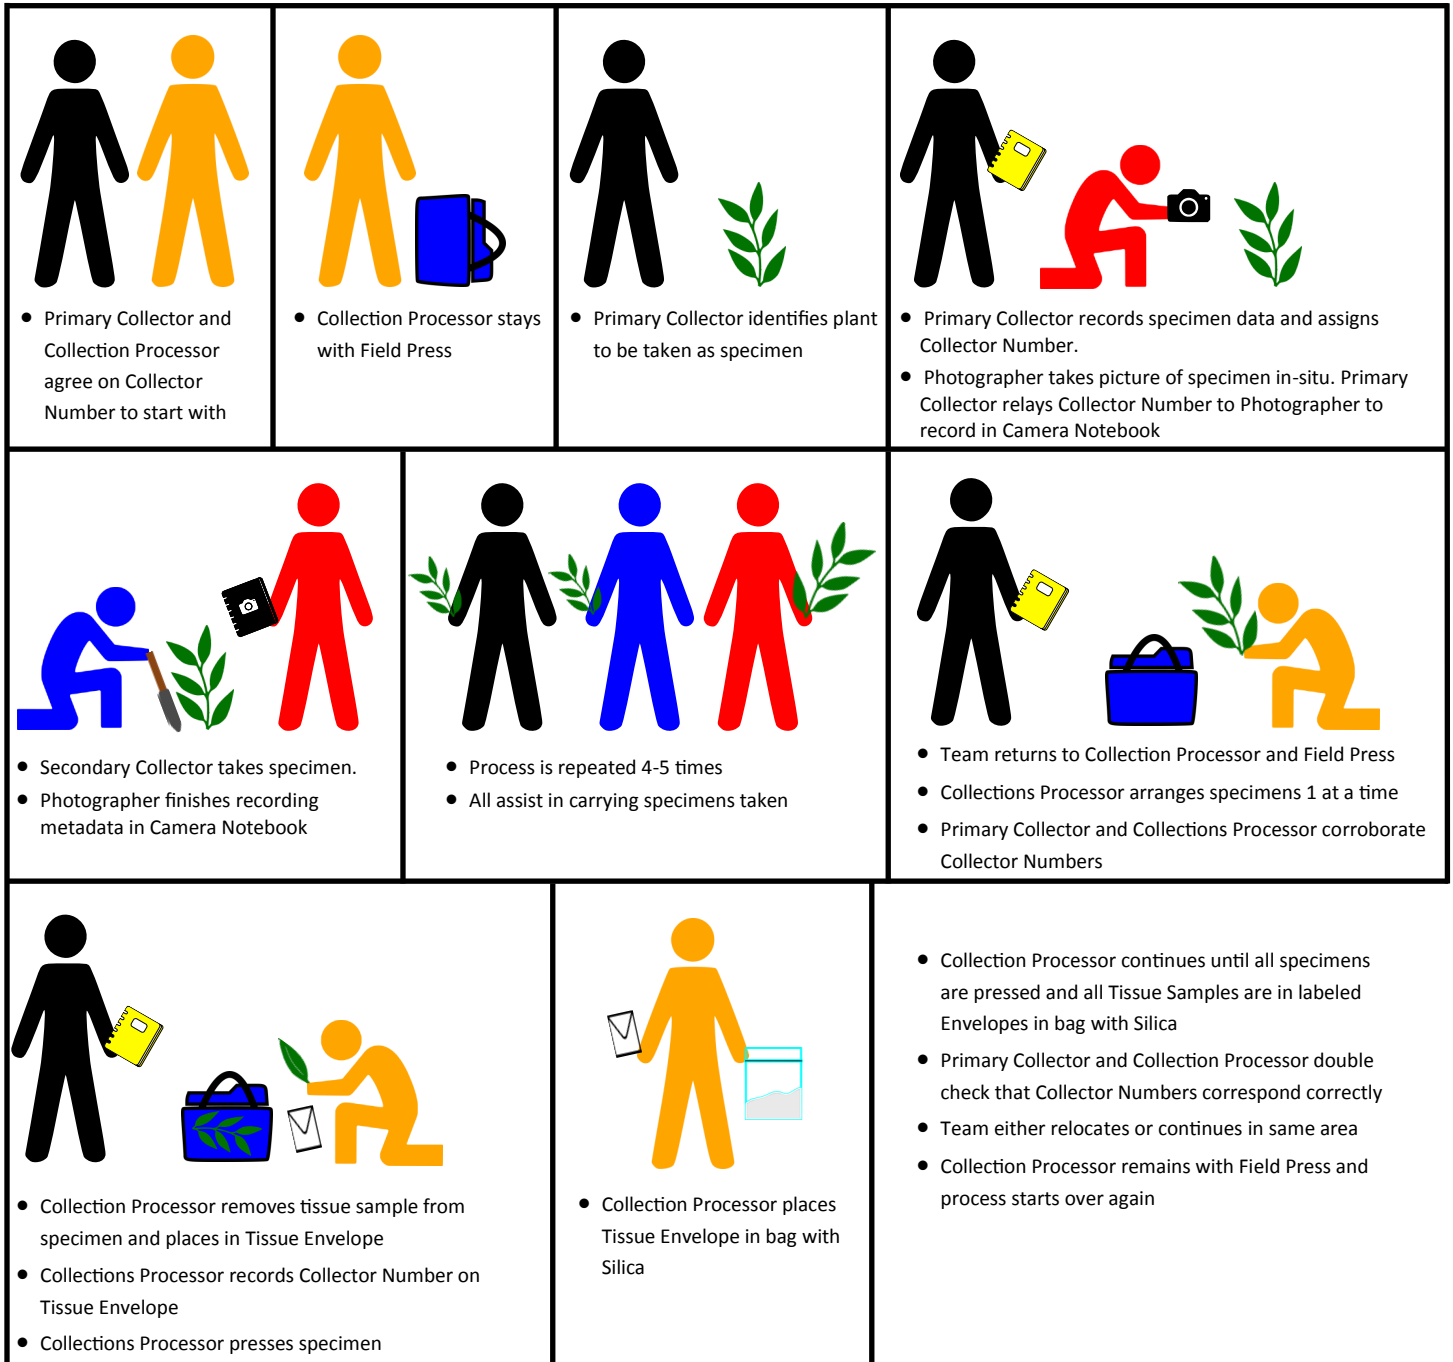 • Primary Collector and
Collection Processor
agree on Collector
Number to start with
• Collection Processor stays
with Field Press
• Primary Collector identifies plant
to be taken as specimen
• Primary Collector records specimen data and assigns
Collector Number.
• Photographer takes picture of specimen in-situ. Primary
Collector relays Collector Number to Photographer to
record in Camera Notebook
• Secondary Collector takes specimen.
• Photographer finishes recording
metadata in Camera Notebook
• Process is repeated 4-5 times
• All assist in carrying specimens taken
• Team returns to Collection Processor and Field Press
• Collections Processor arranges specimens 1 at a time
• Primary Collector and Collections Processor corroborate
Collector Numbers
• Collection Processor removes tissue sample from
specimen and places in Tissue Envelope
• Collections Processor records Collector Number on
Tissue Envelope
• Collections Processor presses specimen
• Collection Processor places
Tissue Envelope in bag with
Silica
• Collection Processor continues until all specimens
are pressed and all Tissue Samples are in labeled
Envelopes in bag with Silica
• Primary Collector and Collection Processor double
check that Collector Numbers correspond correctly
• Team either relocates or continues in same area
• Collection Processor remains with Field Press and
process starts over again